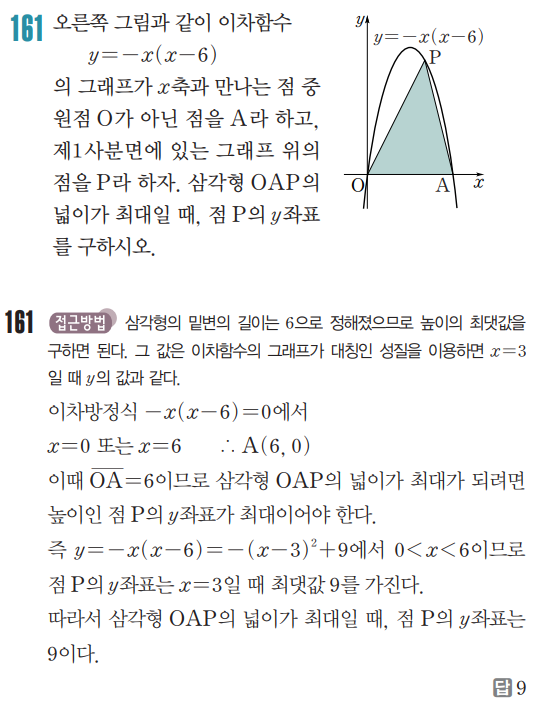 161 오른쪽 그림과 같이 이차함수
y=-x(x-6)
의 그래프가 x축과 만나는 점 중
원점 O가 아닌 점을 A라 하고,
제1사분면에 있는 그래프 위의
점을 P라 하자. 삼각형 OAP의
넓이가 최대일 때, 점 P의 y좌표
를 구하시오.
y
y=-x(x-6)
P
O
A
x
161 접근방법 삼각형의 밑변의 길이는 6으로 정해졌으므로 높이의 최댓값을
구하면 된다. 그 값은 이차함수의 그래프가 대칭인 성질을 이용하면 x=3
일 때 y의 값과 같다.
이차방정식 -x(x-6)=0에서
x=0 또는 x=6 ∴ A(6, 0)
이때 O͞A͞=6이므로 삼각형 OAP의 넓이가 최대가 되려면
높이인 점 P의 y좌표가 최대이어야 한다.
즉 y=-x(x-6)=-(x-3)²+9에서 0<x<6이므로
점 P의 y좌표는 x=3일 때 최댓값 9를 가진다.
따라서 삼각형 OAP의 넓이가 최대일 때, 점 P의 y좌표는
9이다.
답 9